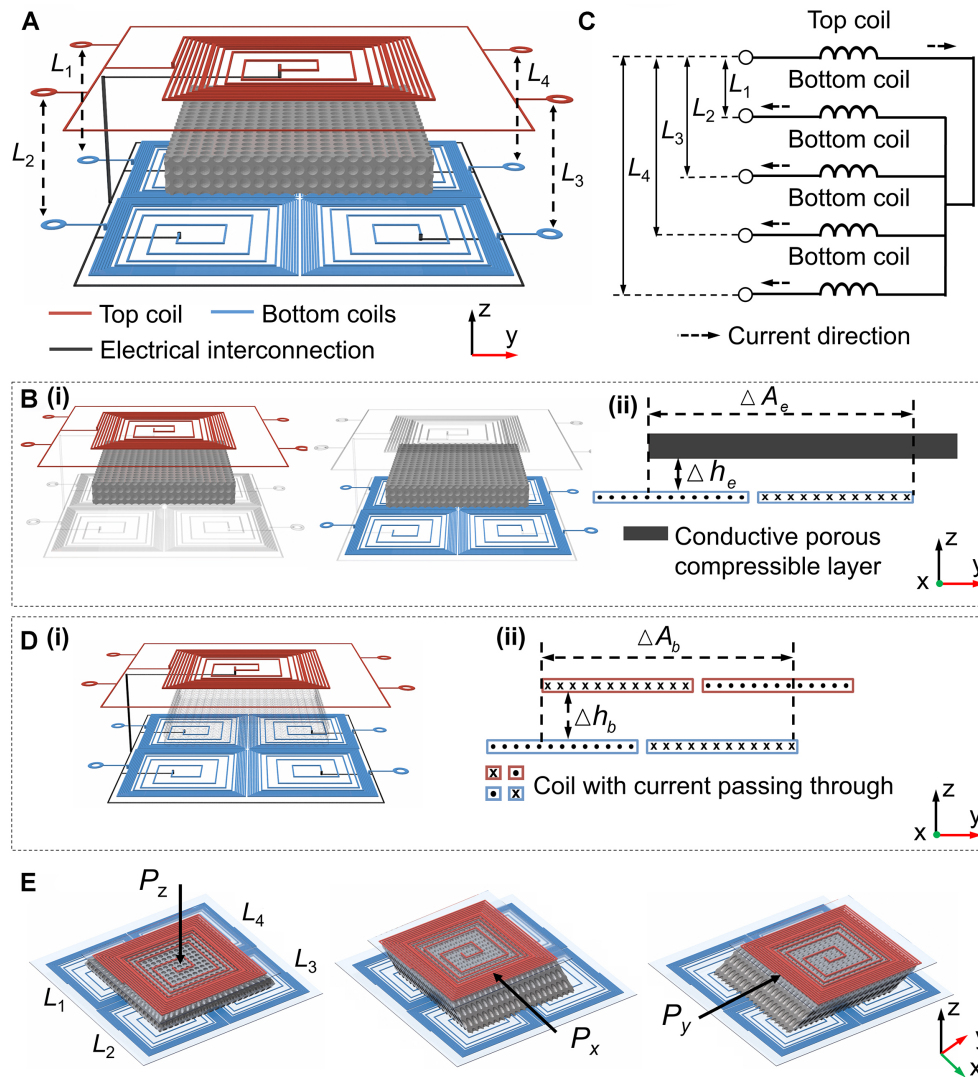 A
L1
L2
L4
L3
Top coil
Bottom coils
Electrical interconnection
z
y
C
Top coil
Bottom coil
L1
Bottom coil
L2
L3
Bottom coil
L4
Bottom coil
Current direction
B (i)
(ii)
△Ae
△he
Conductive porous
compressible layer
z
x
y
D (i)
(ii)
△Ab
△hb
Coil with current passing through
z
x
y
E
Pz
L4
L3
L1
L2
Px
Py
z
y
x